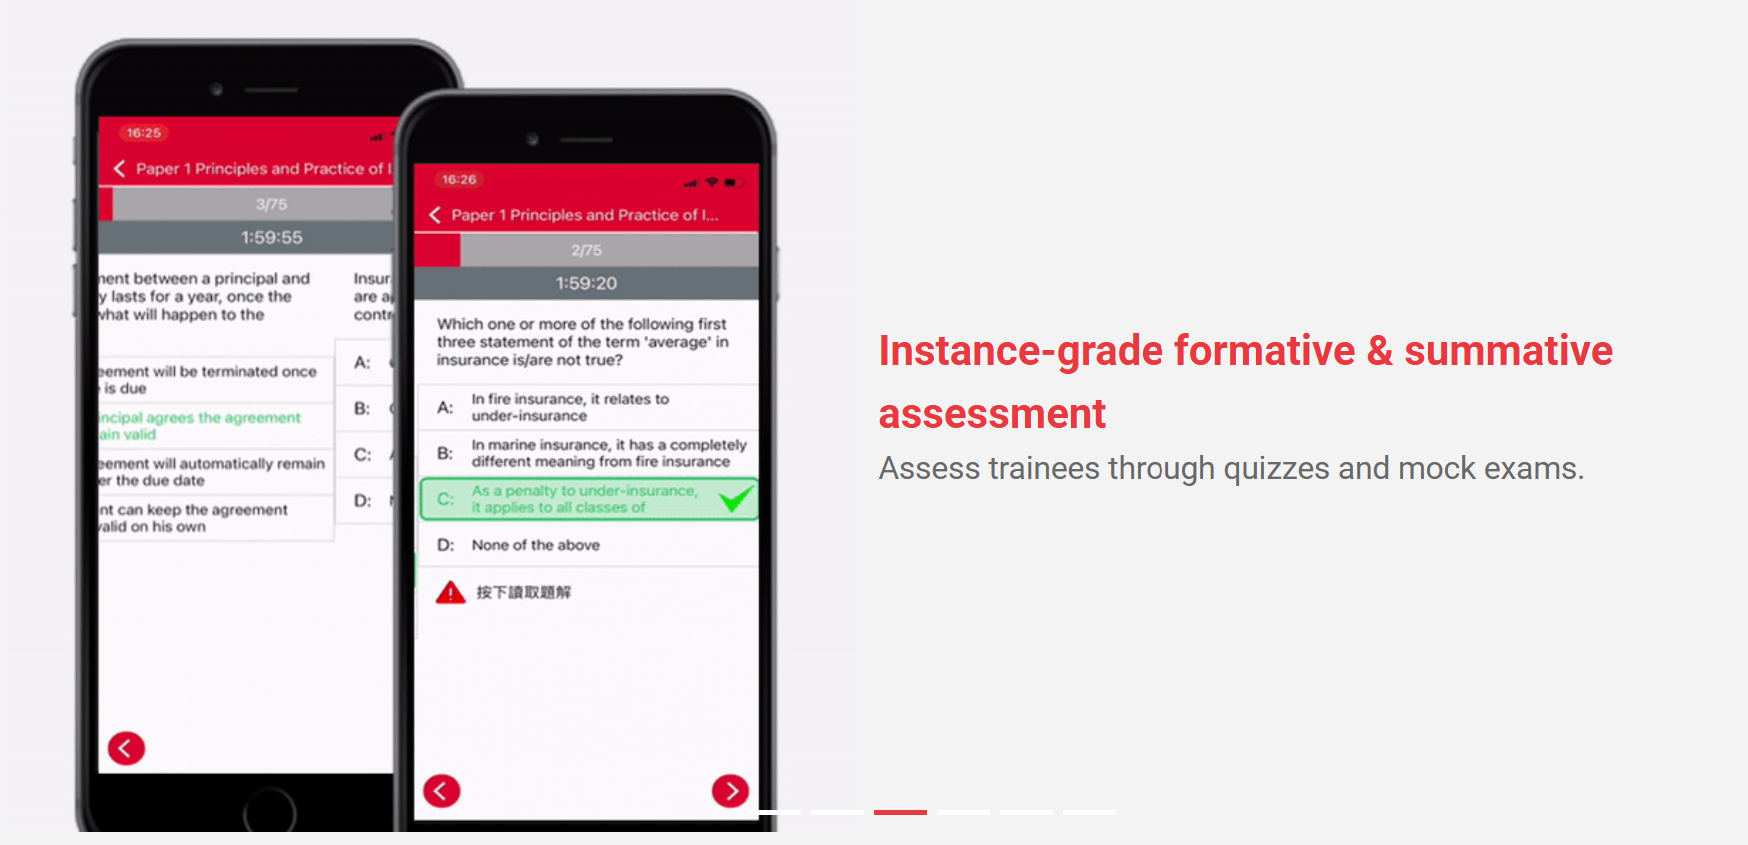 16:25
Paper 1 Principles and Practice of I
3/75
1:59:55
ment between a principal and
y lasts for a year, once the
what will happen to the
eement will be terminated once
is due
incipal agrees the agreement
ain valid
eement will automatically remain
er the due date
nt can keep the agreement
valid on his own
Insur
are a
contr
A:
B:
C:
D:
16:26
Paper 1 Principles and Practice of I...
2/75
1:59:20
Which one or more of the following first
three statement of the term 'average' in
insurance is/are not true?
A: In fire insurance, it relates to
under-insurance
B: In marine insurance, it has a completely
different meaning from fire insurance
C: As a penalty to under-insurance,
it applies to all classes of
D: None of the above
按下讀取題解
Instance-grade formative & summative
assessment
Assess trainees through quizzes and mock exams.